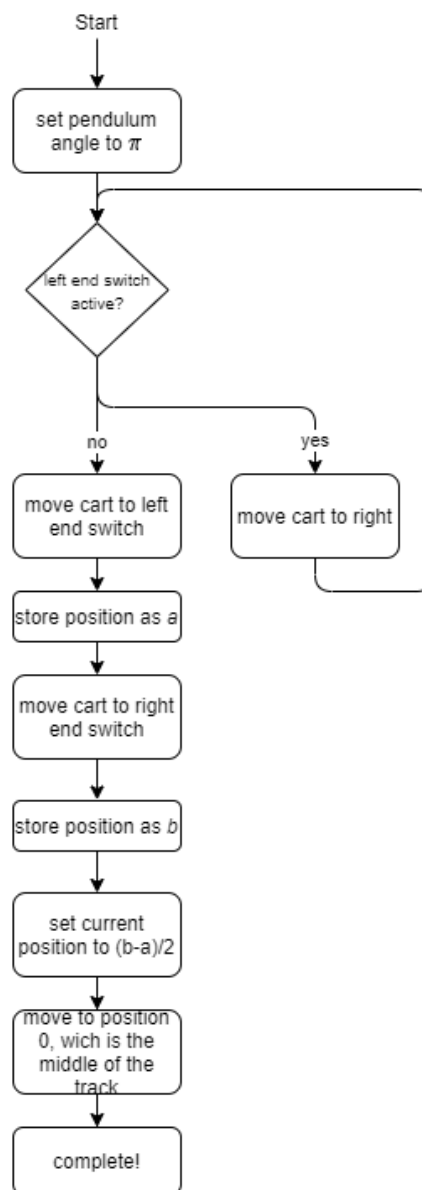 Start
set pendulum
angle to π
left end switch
active?
no
yes
move cart to left
end switch
move cart to right
store position as a
move cart to right
end switch
store position as b
set current
position to (b-a)/2
move to position
0, wich is the
middle of the
track
complete!